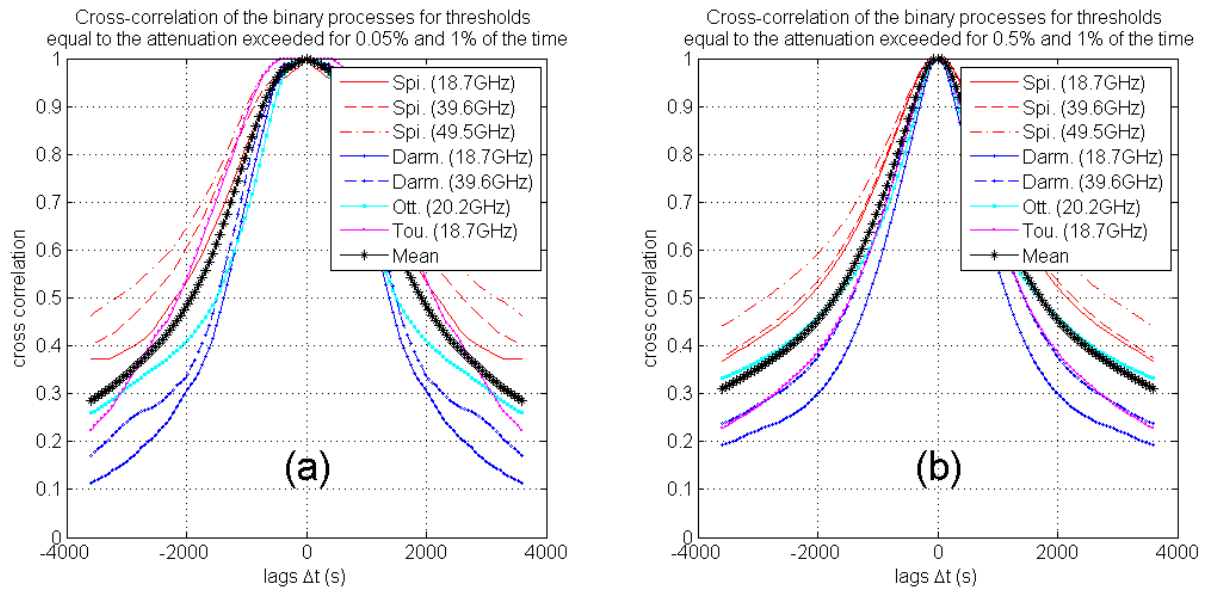 Cross-correlation of the binary processes for thresholds
equal to the attenuation exceeded for 0.05% and 1% of the time
1
0.9
0.8
0.7
0.6
0.5
0.4
0.3
0.2
0.1
0
cross correlation
Spi. (18.7GHz)
Spi. (39.6GHz)
Spi. (49.5GHz)
Darm. (18.7GHz)
Darm. (39.6GHz)
Ott. (20.2GHz)
Tou. (18.7GHz)
Mean
(a)
-4000 -2000 0 2000 4000
lags Δt (s)
Cross-correlation of the binary processes for thresholds
equal to the attenuation exceeded for 0.5% and 1% of the time
1
0.9
0.8
0.7
0.6
0.5
0.4
0.3
0.2
0.1
0
cross correlation
Spi. (18.7GHz)
Spi. (39.6GHz)
Spi. (49.5GHz)
Darm. (18.7GHz)
Darm. (39.6GHz)
Ott. (20.2GHz)
Tou. (18.7GHz)
Mean
(b)
-4000 -2000 0 2000 4000
lags Δt (s)